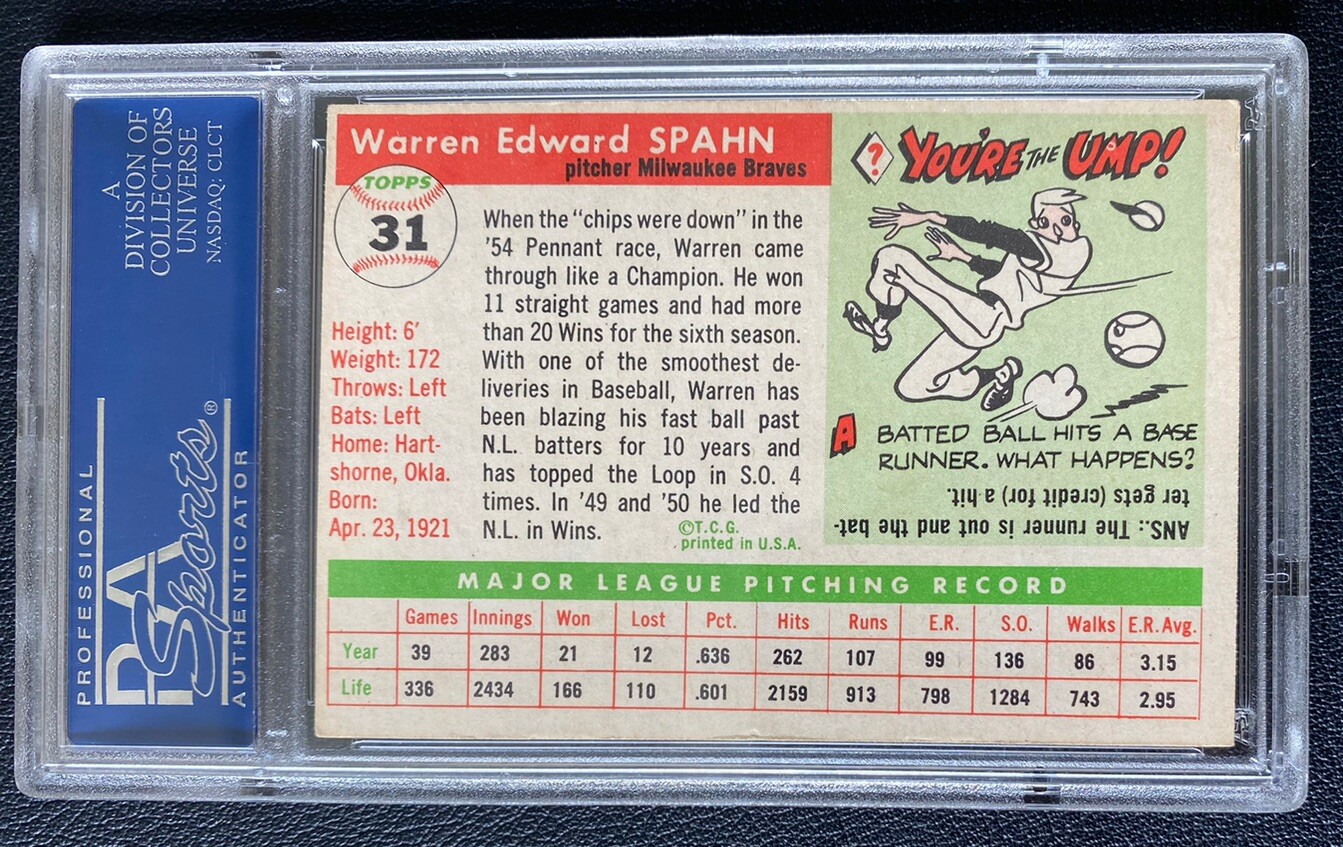 A
DIVISION OF
COLLECTORS
UNIVERSE
NASDAQ: CLCT
PROFESSIONAL
PSA
Sports®
AUTHENTICATOR
Warren Edward SPAHN
pitcher Milwaukee Braves
TOPPS
31
Height: 6'
Weight: 172
Throws: Left
Bats: Left
Home: Hart-
shorne, Okla.
Born:
Apr. 23, 1921
When the "chips were down" in the
'54 Pennant race, Warren came
through like a Champion. He won
11 straight games and had more
than 20 Wins for the sixth season.
With one of the smoothest de-
liveries in Baseball, Warren has
been blazing his fast ball past
N.L. batters for 10 years and
has topped the Loop in S.O. 4
times. In '49 and '50 he led the
N.L. in Wins.
©T.C.G.
printed in U.S.A.
? YOU'RE THE UMP!
A BATTED BALL HITS A BASE
RUNNER. WHAT HAPPENS?
ANS.: The runner is out and the bat-
ter gets (credit for) a hit.
MAJOR LEAGUE PITCHING RECORD
Games Innings Won Lost Pct. Hits Runs E.R. S.O. Walks E.R. Avg.
Year 39 283 21 12 .636 262 107 99 136 86 3.15
Life 336 2434 166 110 .601 2159 913 798 1284 743 2.95